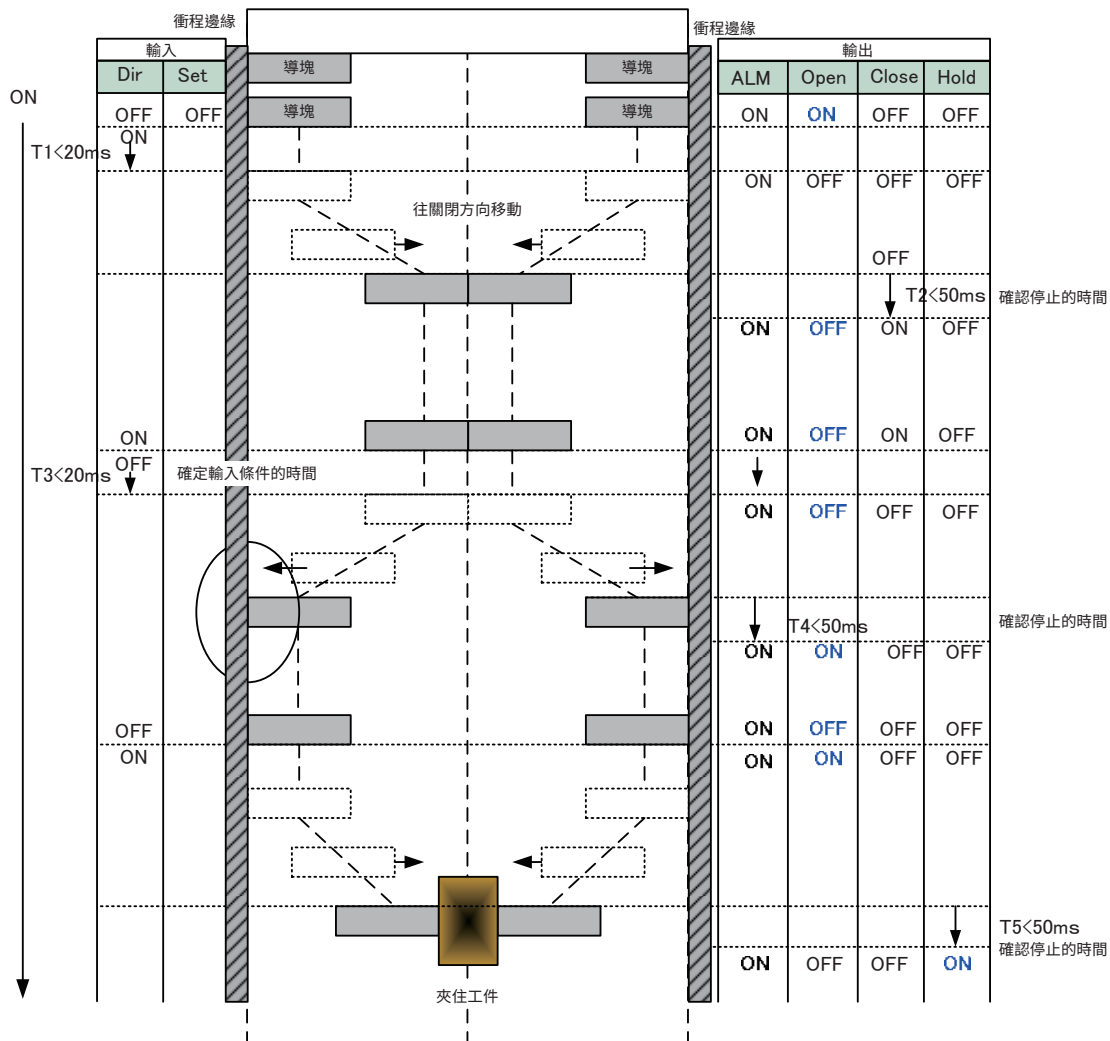 衝程邊緣 衝程邊緣
輸入 輸出
Dir Set 導塊 導塊 ALM Open Close Hold
ON
OFF OFF 導塊 導塊 ON ON OFF OFF
ON
T1<20ms
ON OFF OFF OFF
往關閉方向移動
OFF
T2<50ms 確認停止的時間
ON OFF ON OFF
ON ON OFF ON OFF
OFF
T3<20ms 確定輸入條件的時間
ON OFF OFF OFF
確認停止的時間
T4<50ms
ON ON OFF OFF
OFF ON OFF OFF OFF
ON ON ON OFF OFF
T5<50ms
確認停止的時間
ON OFF OFF ON
夾住工件